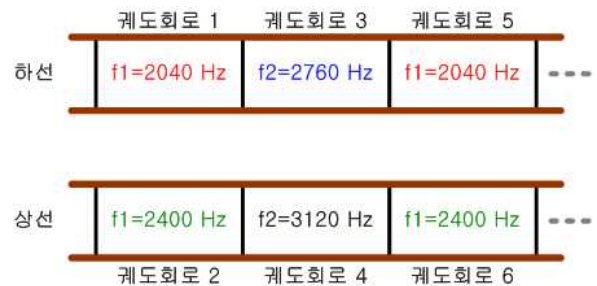 궤도회로 1 궤도회로 3 궤도회로 5
하선 f1=2040 Hz f2=2760 Hz f1=2040 Hz
상선 f1=2400 Hz f2=3120 Hz f1=2400 Hz
궤도회로 2 궤도회로 4 궤도회로 6